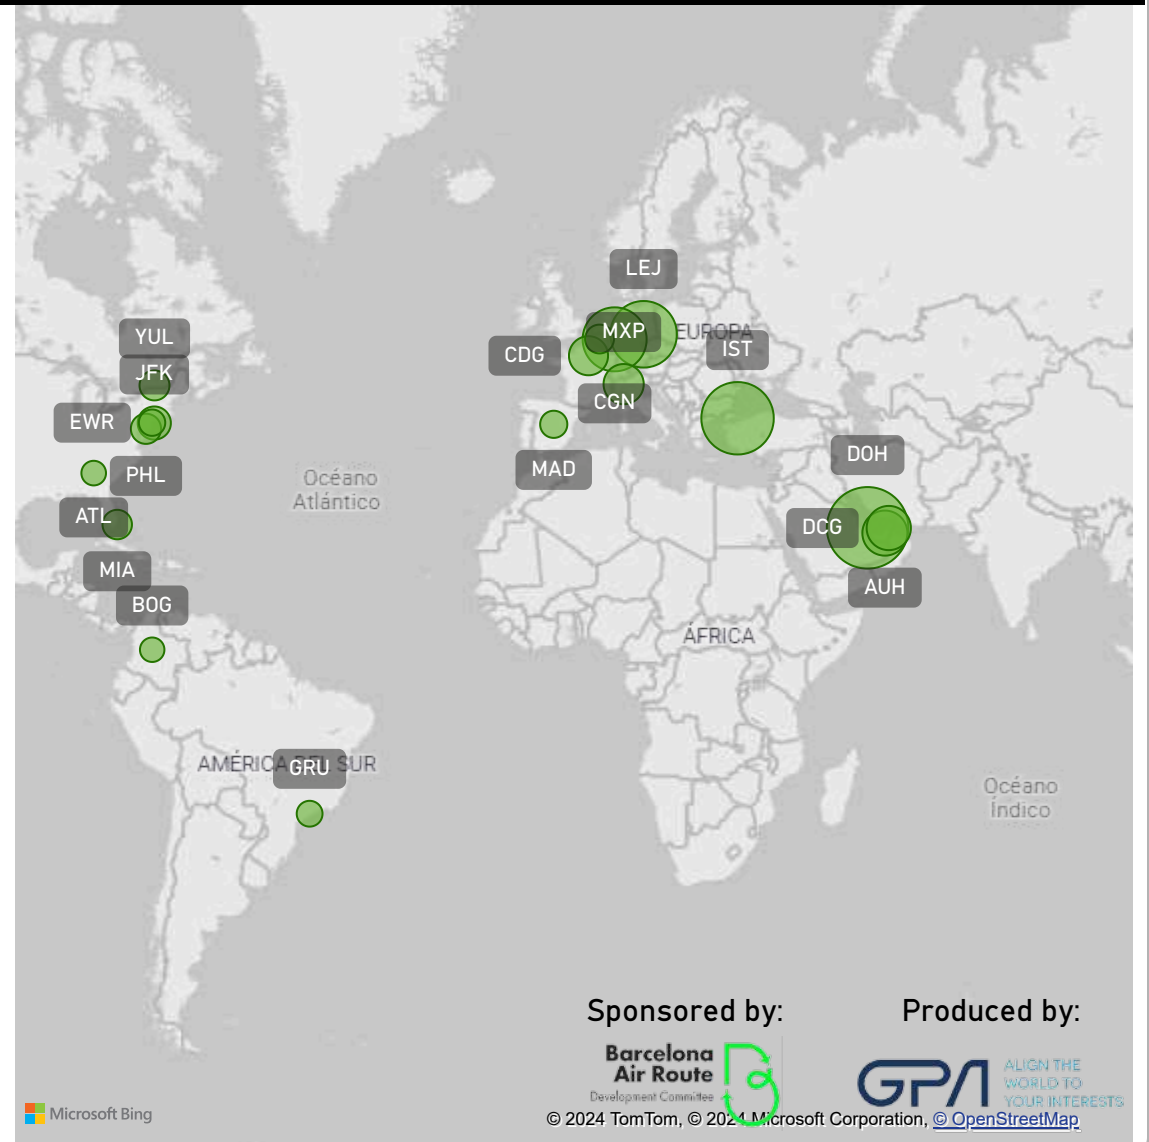 LEJ
MXP
EUROPA
YUL
IST
CDG
JFK
CGN
EWR
DOH
MAD
PHL
Océano
Atlántico
ATL
DCG
MIA
AUH
BOG
ÁFRICA
AMÉRICA DEL SUR
GRU
Océano
Índico
Sponsored by:
Produced by:
Barcelona
Air Route
Development Committee
GPA
ALIGN THE
WORLD TO
YOUR INTERESTS
Microsoft Bing
© 2024 TomTom, © 2024 Microsoft Corporation, © OpenStreetMap